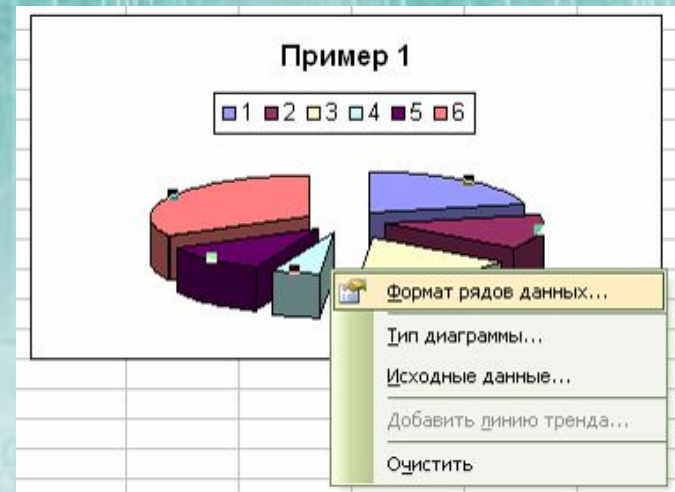 Пример 1
1 2 3 4 5 6
Формат рядов данных...
Тип диаграммы...
Исходные данные...
Добавить линию тренда...
Очистить